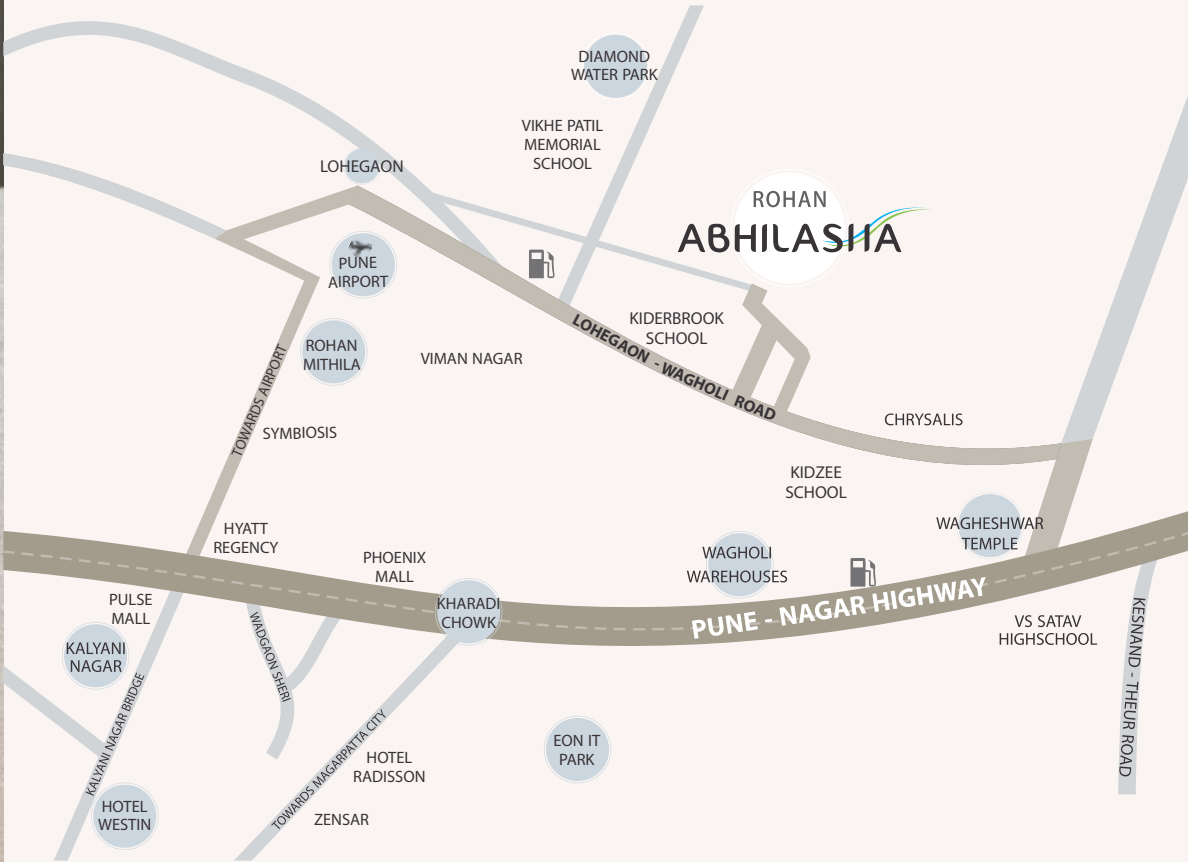 DIAMOND
WATER PARK
VIKHE PATIL
MEMORIAL
SCHOOL
LOHEGAON
ROHAN
ABHILASHA
PUNE
AIRPORT
KIDERBROOK
SCHOOL
LOHEGAON - WAGHOLI ROAD
ROHAN
MITHILA
VIMAN NAGAR
TOWARDS AIRPORT
SYMBIOSIS
CHRYSALIS
KIDZEE
SCHOOL
HYATT
REGENCY
WAGHESHWAR
TEMPLE
PHOENIX
MALL
WAGHOLI
WAREHOUSES
PULSE
MALL
KHARADI
CHOWK
PUNE - NAGAR HIGHWAY
VS SATAV
HIGHSCHOOL
KALYANI
NAGAR
WADGAON SHERI
KESNAND - THEUR ROAD
KALYANI NAGAR BRIDGE
TOWARDS MAGARPATTA CITY
EON IT
PARK
HOTEL
RADISSON
HOTEL
WESTIN
ZENSAR